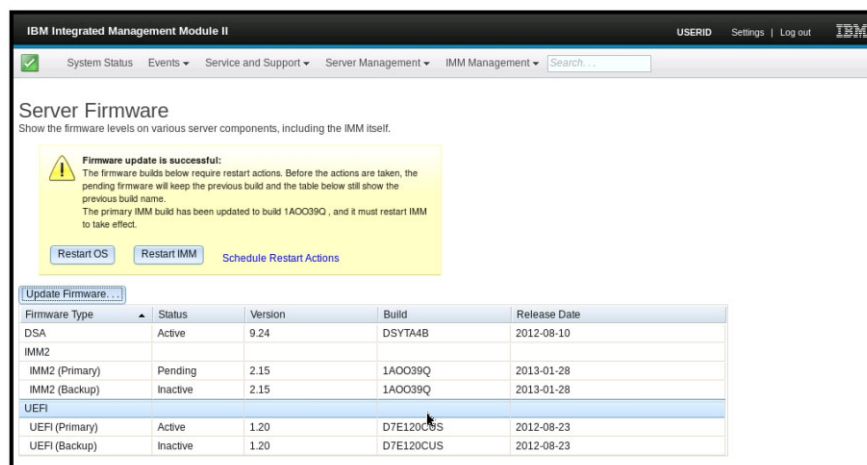 IBM Integrated Management Module II USERID Settings | Log out IBM
System Status Events Service and Support Server Management IMM Management Search. . .
Server Firmware
Show the firmware levels on various server components, including the IMM itself.
Firmware update is successful:
The firmware builds below require restart actions. Before the actions are taken, the
pending firmware will keep the previous build and the table below still show the
previous build name.
The primary IMM build has been updated to build 1AOO39Q , and it must restart IMM
to take effect.
Restart OS Restart IMM Schedule Restart Actions
Update Firmware. . .
Firmware Type Status Version Build Release Date
DSA Active 9.24 DSYTA4B 2012-08-10
IMM2
IMM2 (Primary) Pending 2.15 1AOO39Q 2013-01-28
IMM2 (Backup) Inactive 2.15 1AOO39Q 2013-01-28
UEFI
UEFI (Primary) Active 1.20 D7E120CUS 2012-08-23
UEFI (Backup) Inactive 1.20 D7E120CUS 2012-08-23